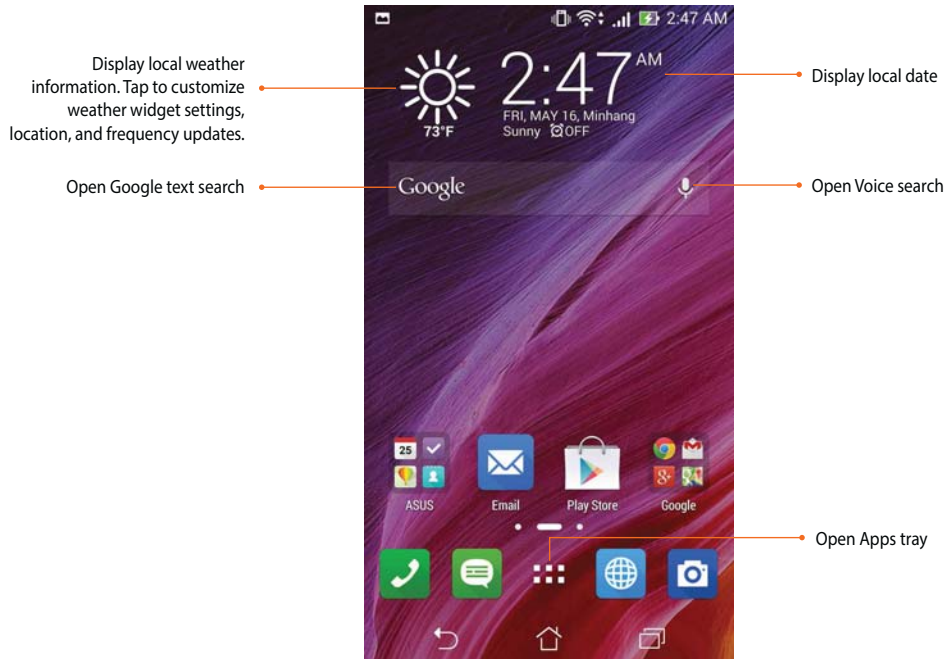 2:47 AM
Display local weather
information. Tap to customize
weather widget settings,
location, and frequency updates.
2:47 AM
FRI, MAY 16, Minhang
Sunny OFF
73°F
Display local date
Open Google text search
Google
Open Voice search
25
8+
ASUS
Email
Play Store
Google
Open Apps tray